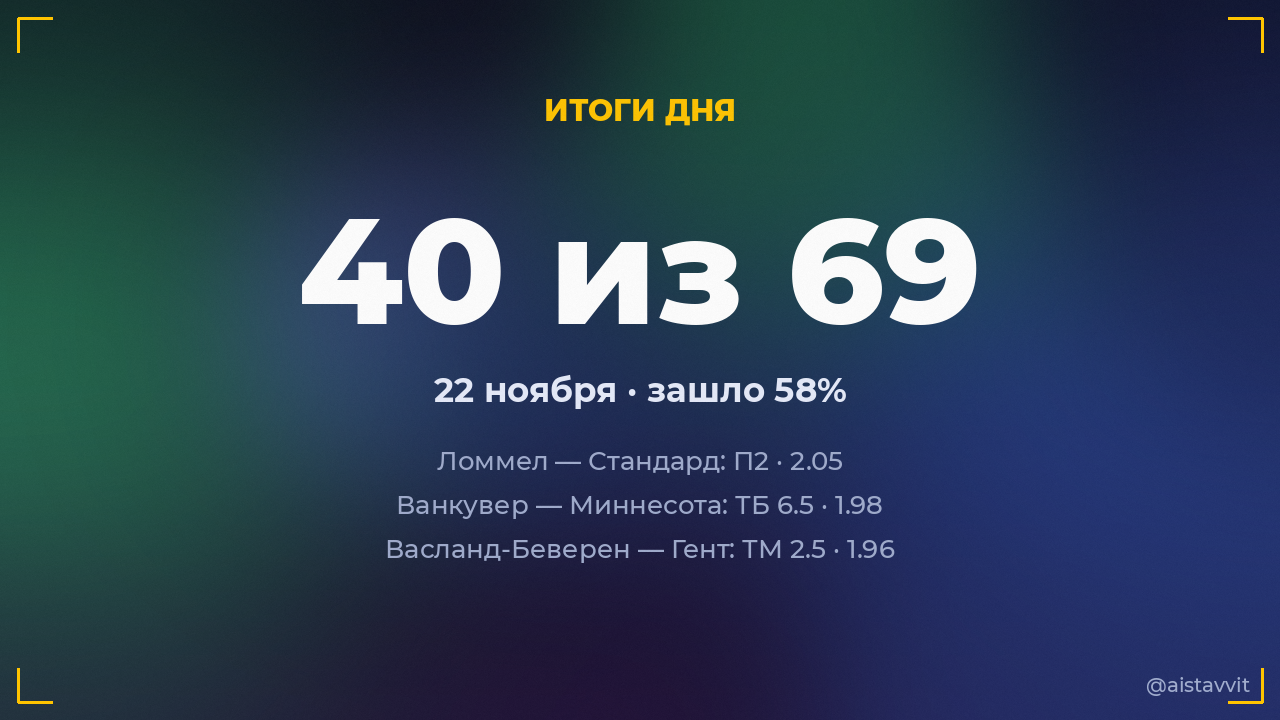 ИТОГИ ДНЯ
40 из 69
22 ноября · зашло 58%
Ломмел — Стандард: П2 · 2.05
Ванкувер — Миннесота: ТБ 6.5 · 1.98
Васланд-Беверен — Гент: ТМ 2.5 · 1.96
@aistavvit